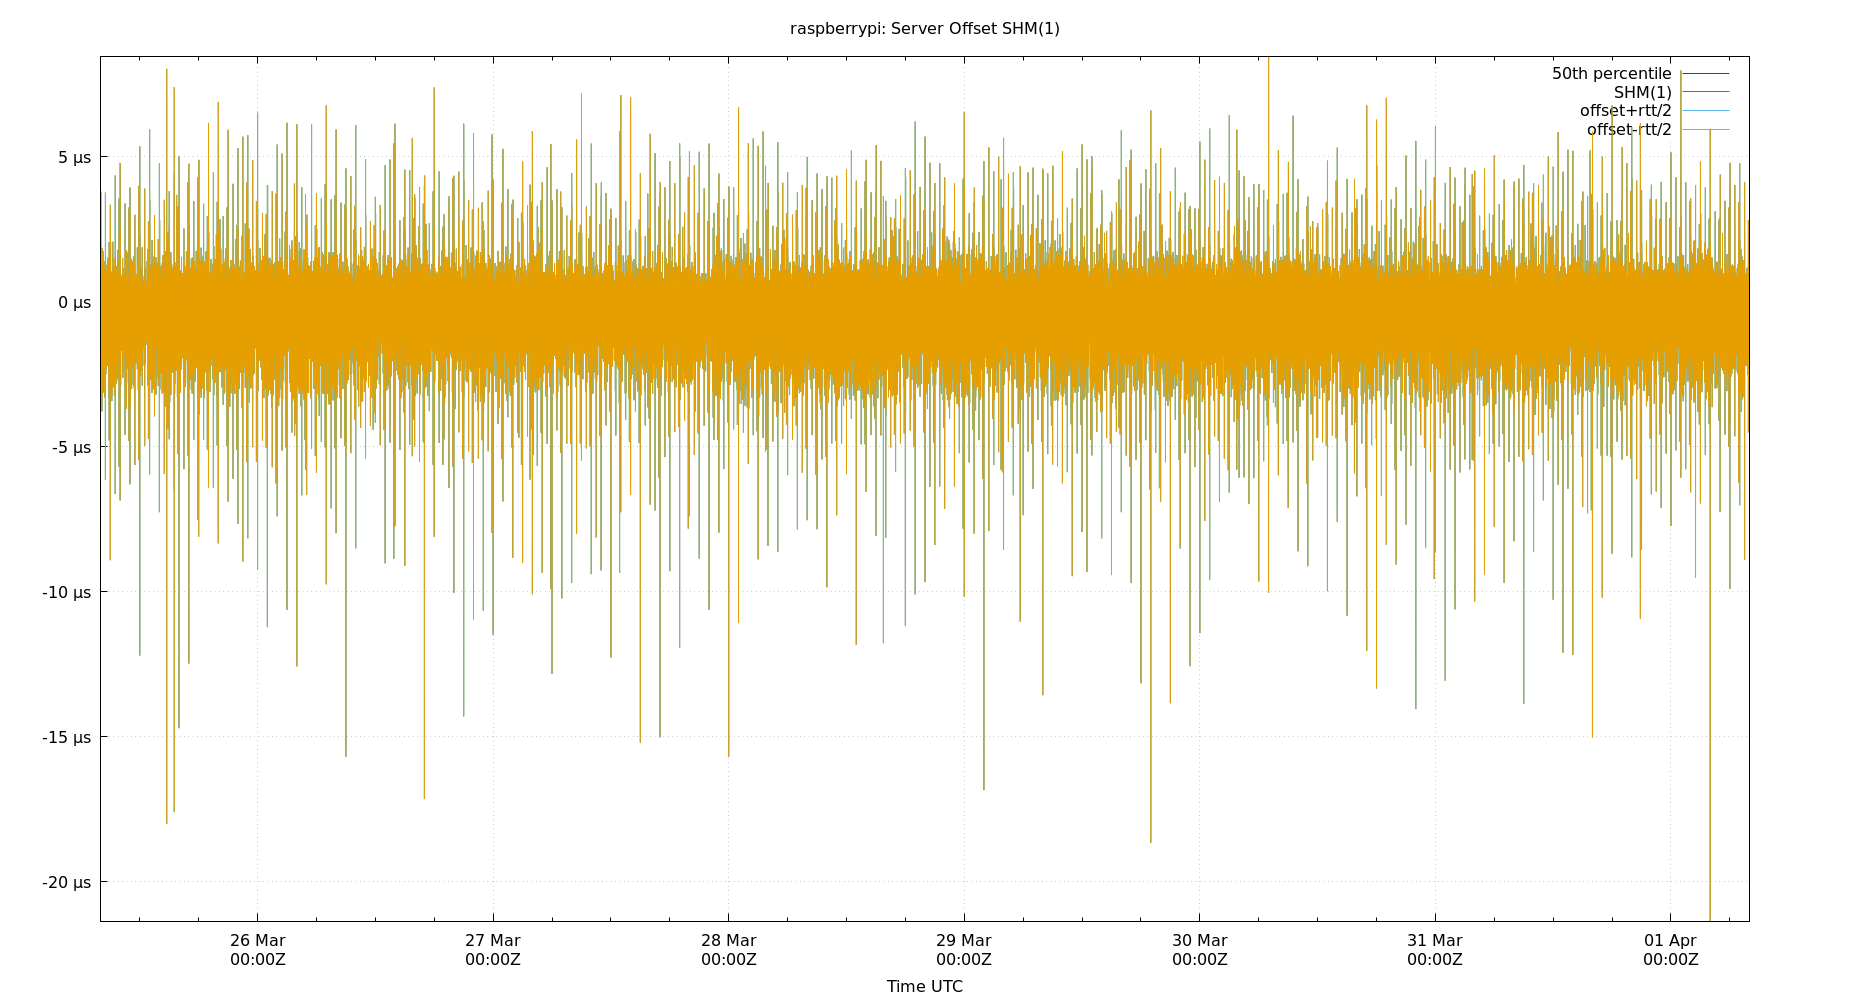 raspberrypi: Server Offset SHM(1)
50th percentile
SHM(1)
offset+rtt/2
offset-rtt/2
5 µs
0 µs
-5 µs
-10 µs
-15 µs
-20 µs
26 Mar
00:00Z
27 Mar
00:00Z
28 Mar
00:00Z
29 Mar
00:00Z
30 Mar
00:00Z
31 Mar
00:00Z
01 Apr
00:00Z
Time UTC